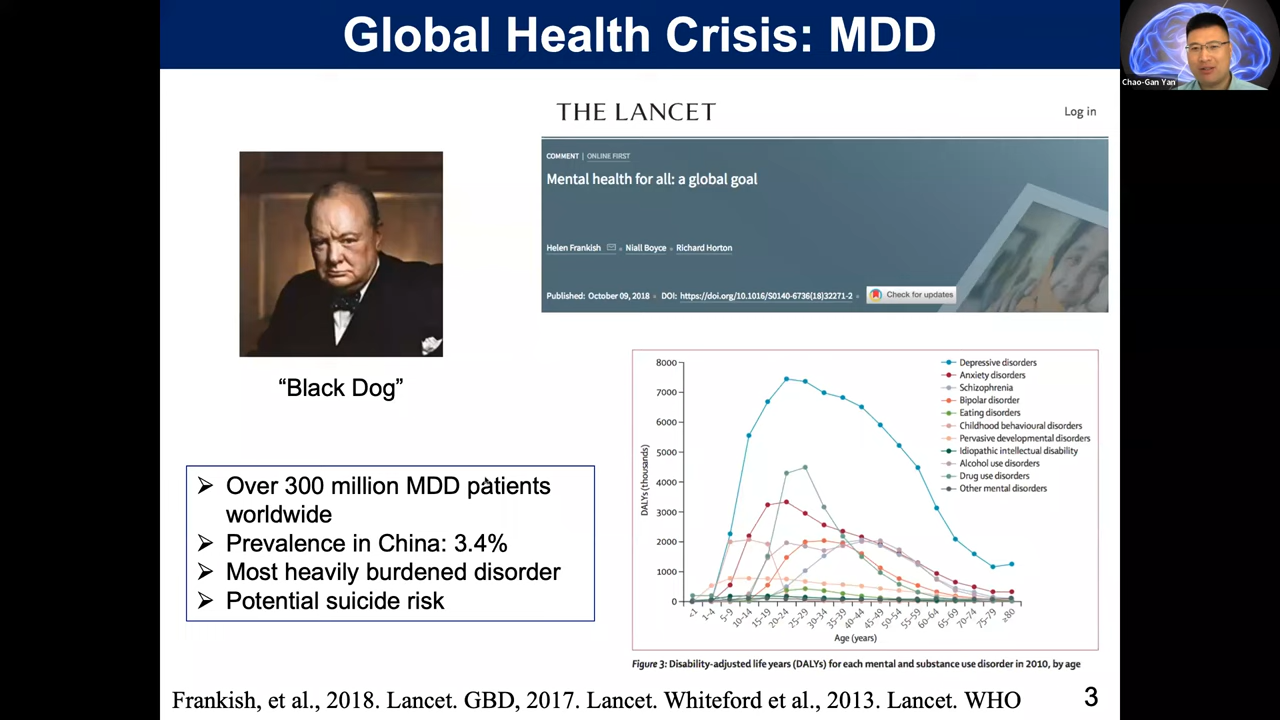 Global Health Crisis: MDD
Chao-Gan Yan
THE LANCET
Log in
COMMENT | ONLINE FIRST
Mental health for all: a global goal
Helen Frankish • Niall Boyce • Richard Horton
Published: October 09, 2018 • DOI: https://doi.org/10.1016/S0140-6736(18)32271-2 •
Check for updates
“Black Dog”
➢ Over 300 million MDD patients
worldwide
➢ Prevalence in China: 3.4%
➢ Most heavily burdened disorder
➢ Potential suicide risk
8000
7000
6000
5000
4000
3000
2000
1000
0
DALYs (thousands)
Depressive disorders
Anxiety disorders
Schizophrenia
Bipolar disorder
Eating disorders
Childhood behavioural disorders
Pervasive developmental disorders
Idiopathic intellectual disability
Alcohol use disorders
Drug use disorders
Other mental disorders
<1 1-4 5-9 10-14 15-19 20-24 25-29 30-34 35-39 40-44 45-49 50-54 55-59 60-64 65-69 70-74 75-79 ≥80
Age (years)
Figure 3: Disability-adjusted life years (DALYs) for each mental and substance use disorder in 2010, by age
Frankish, et al., 2018. Lancet. GBD, 2017. Lancet. Whiteford et al., 2013. Lancet. WHO
3